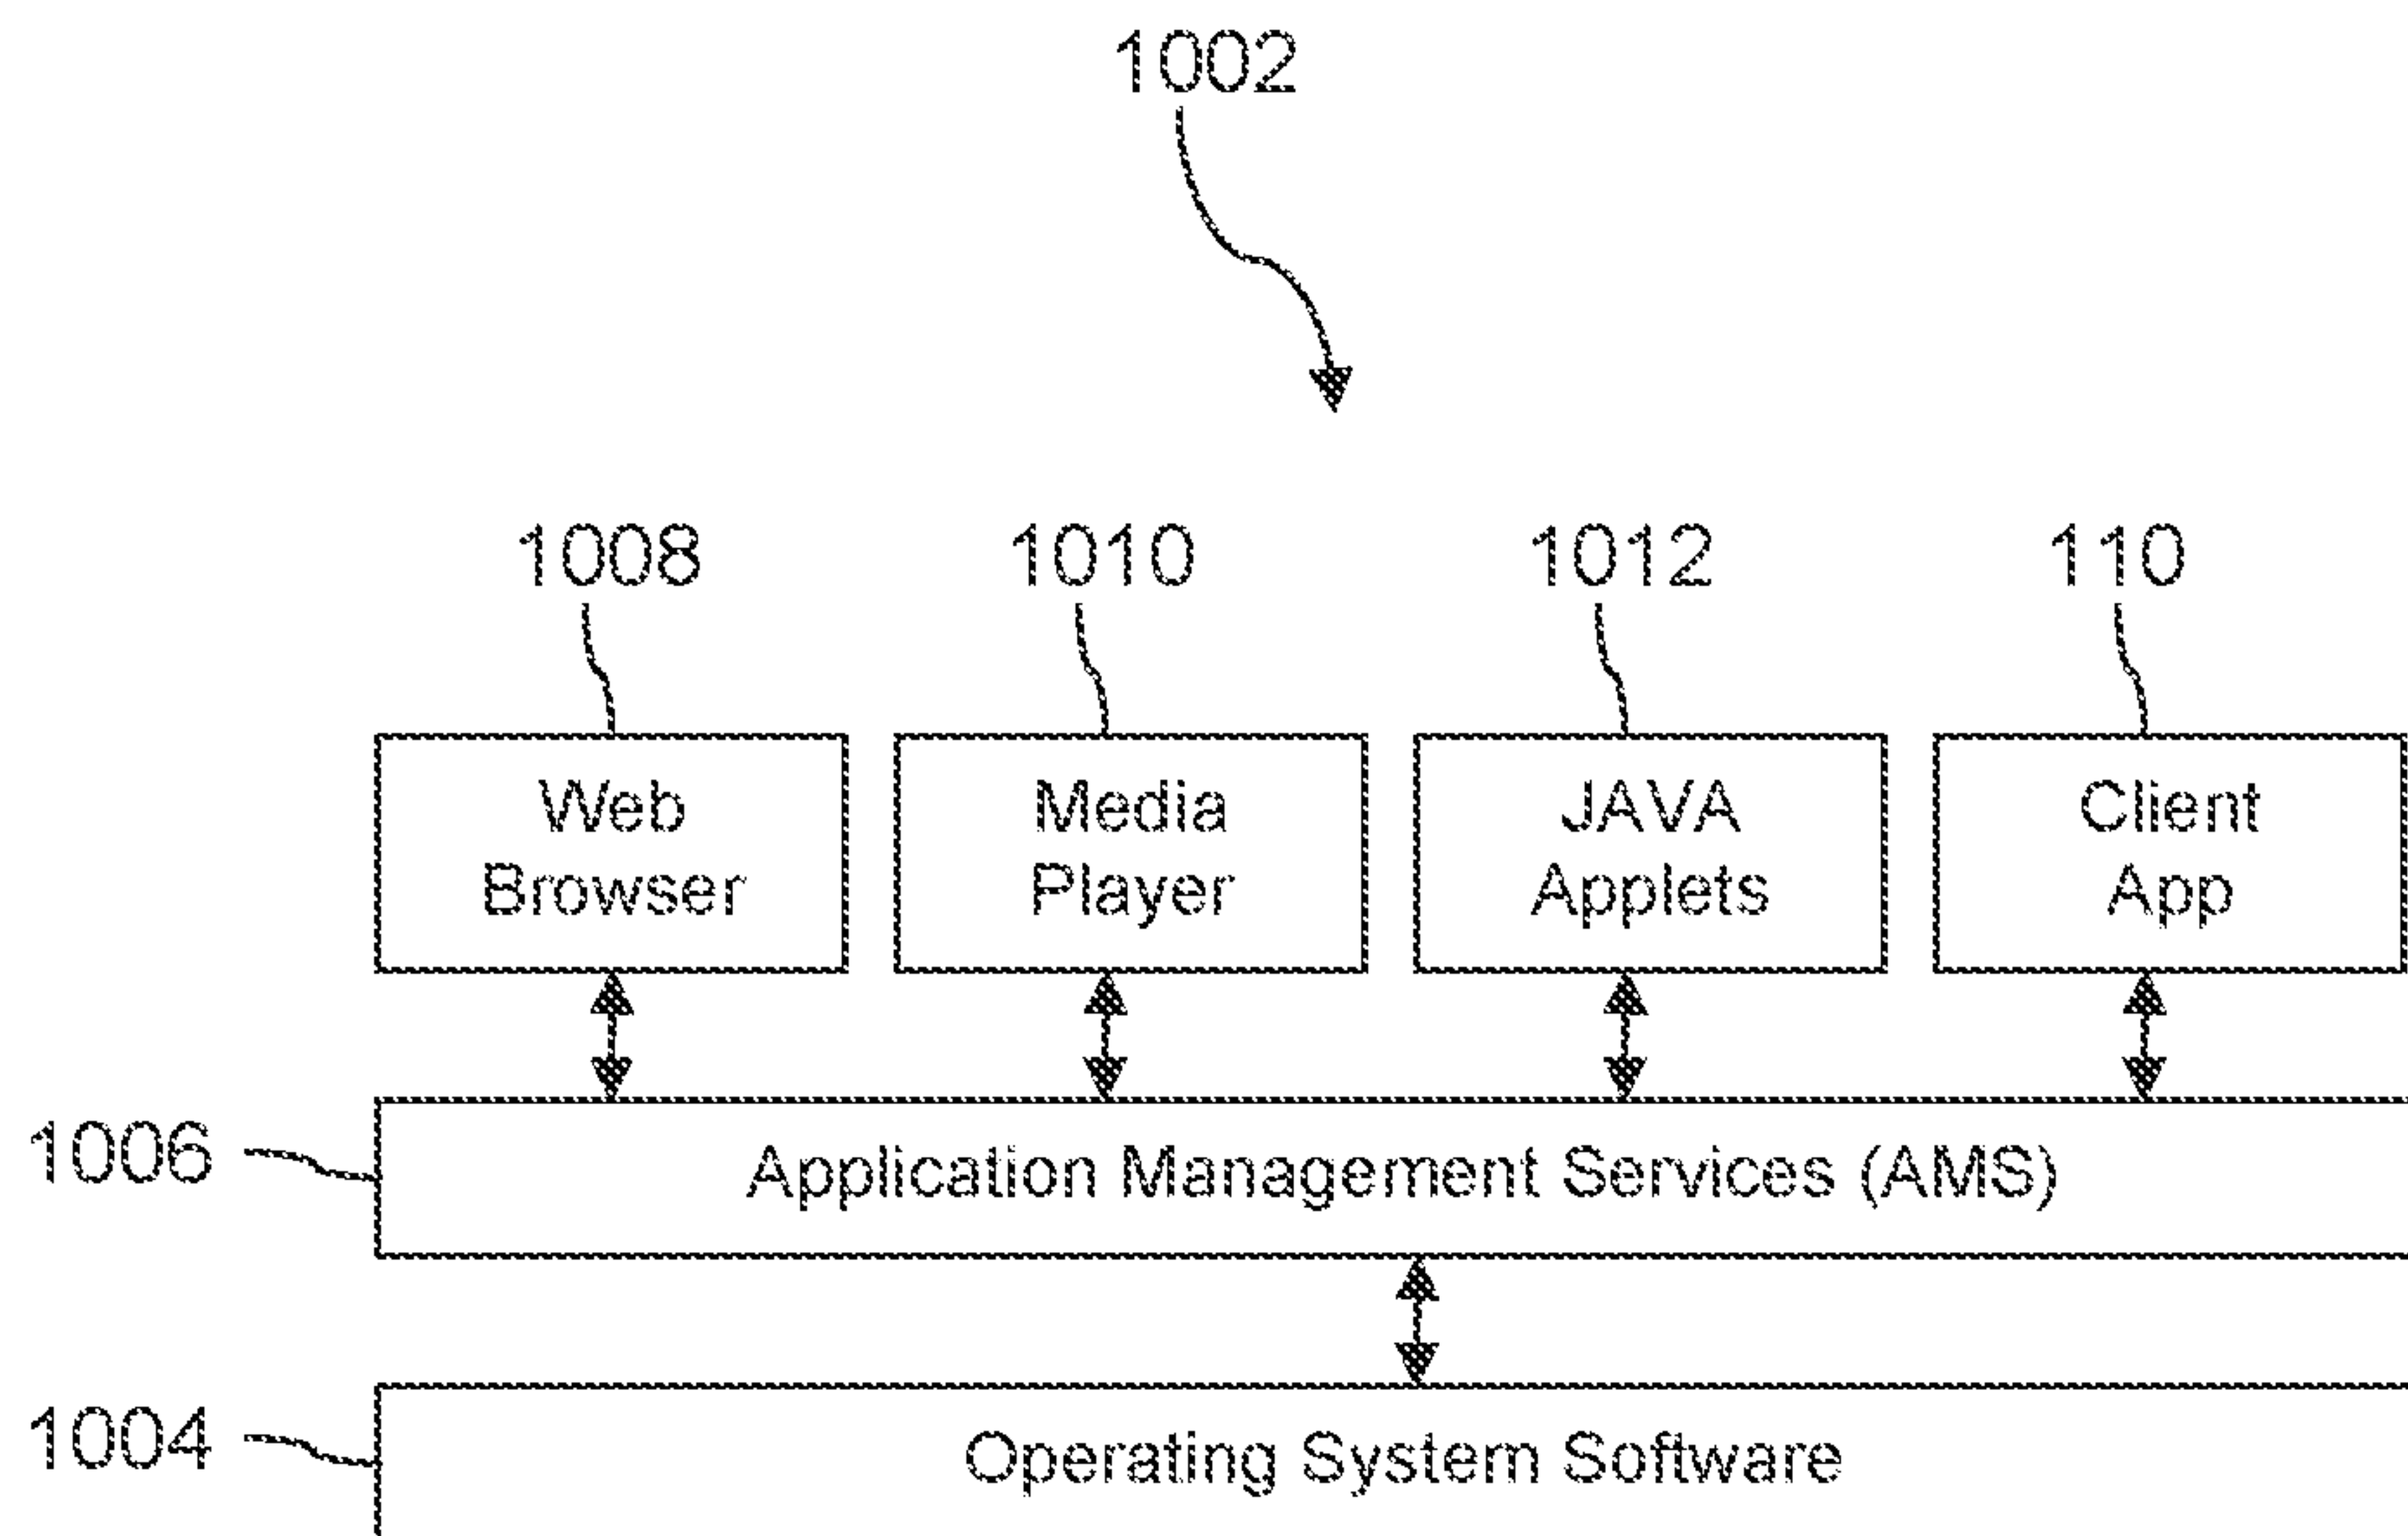 1002
1008 1010 1012 110
Web Media JAVA Client
Browser Player Applets App
1006 Application Management Services (AMS)
1004 Operating System Software